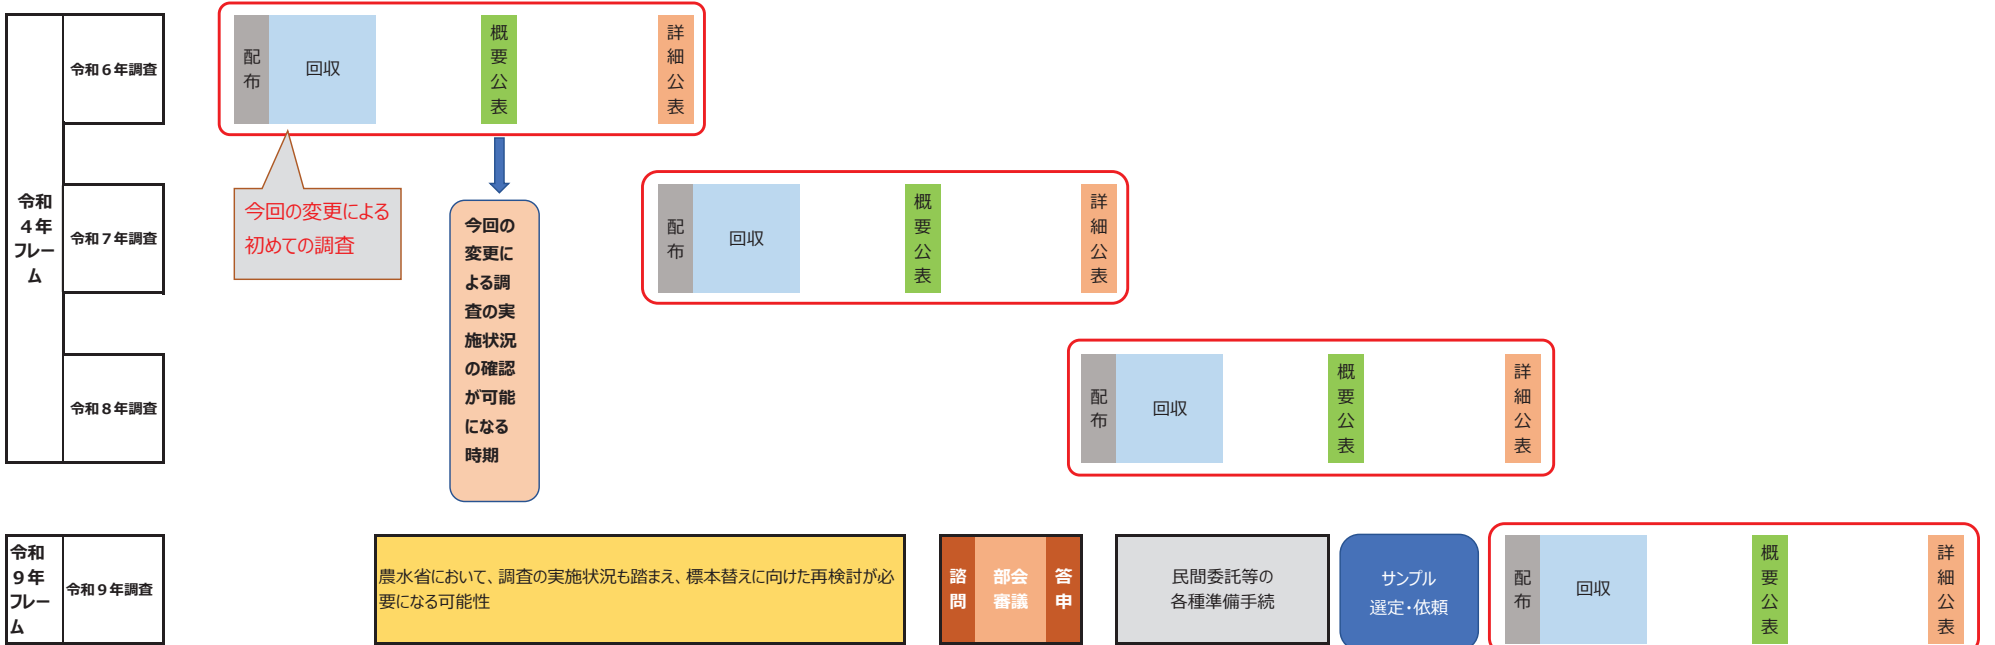 令和
４年
フレー
ム
令和６年調査
配
布
回収
概
要
公
表
詳
細
公
表
今回の変更による
初めての調査
今回の
変更に
よる調
査の実
施状況
の確認
が可能
になる
時期
令和７年調査
配
布
回収
概
要
公
表
詳
細
公
表
令和８年調査
配
布
回収
概
要
公
表
詳
細
公
表
令和
９年
フレー
ム
令和９年調査
農水省において、調査の実施状況も踏まえ、標本替えに向けた再検討が必
要になる可能性
諮
問
部会
審議
答
申
民間委託等の
各種準備手続
サンプル
選定・依頼
配
布
回収
概
要
公
表
詳
細
公
表